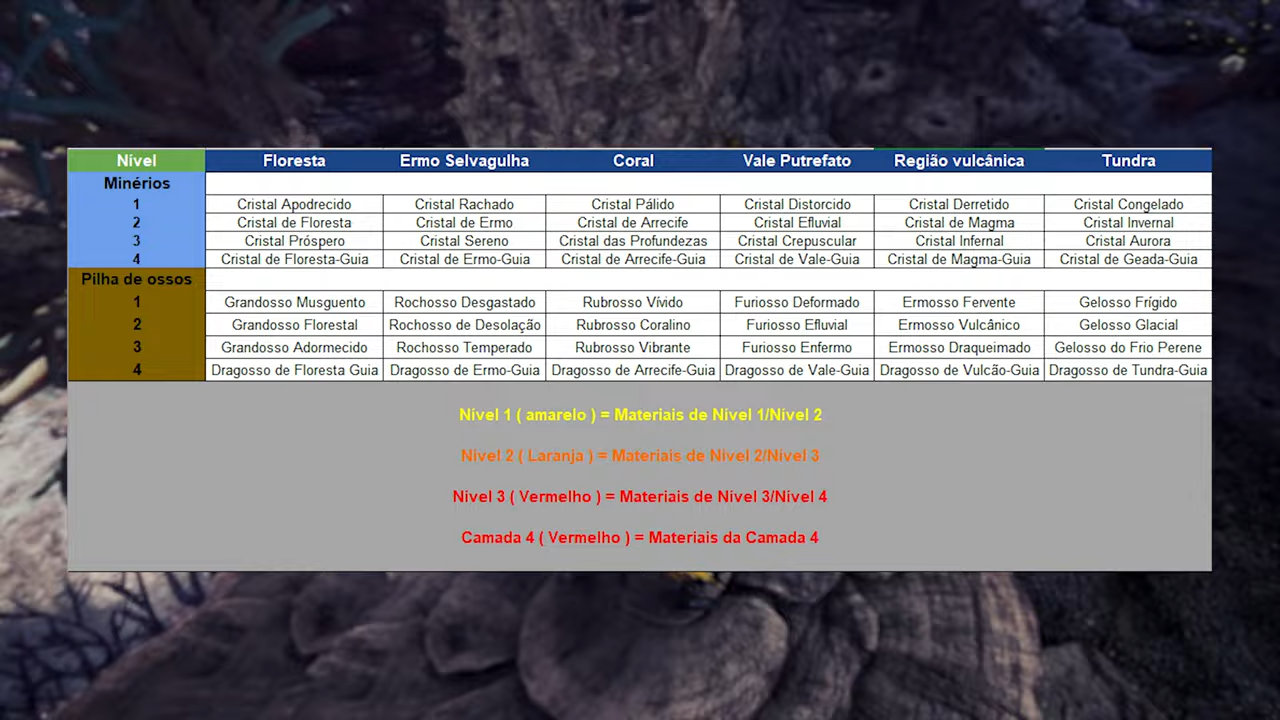 Nível Floresta Ermo Selvagulha Coral Vale Putrefato Região vulcânica Tundra
Minérios
1 Cristal Apodrecido Cristal Rachado Cristal Pálido Cristal Distorcido Cristal Derretido Cristal Congelado
2 Cristal de Floresta Cristal de Ermo Cristal de Arrecife Cristal Efluvial Cristal de Magma Cristal Invernal
3 Cristal Próspero Cristal Sereno Cristal das Profundezas Cristal Crepuscular Cristal Infernal Cristal Aurora
4 Cristal de Floresta-Guia Cristal de Ermo-Guia Cristal de Arrecife-Guia Cristal de Vale-Guia Cristal de Magma-Guia Cristal de Geada-Guia
Pilha de ossos
1 Grandosso Musguento Rochosso Desgastado Rubrosso Vívido Furiosso Deformado Ermosso Fervente Gelosso Frígido
2 Grandosso Florestal Rochosso de Desolação Rubrosso Coralino Furiosso Efluvial Ermosso Vulcânico Gelosso Glacial
3 Grandosso Adormecido Rochosso Temperado Rubrosso Vibrante Furiosso Enfermo Ermosso Draqueimado Gelosso do Frio Perene
4 Dragosso de Floresta Guia Dragosso de Ermo-Guia Dragosso de Arrecife-Guia Dragosso de Vale-Guia Dragosso de Vulcão-Guia Dragosso de Tundra-Guia
Nível 1 ( amarelo ) = Materiais de Nível 1/Nível 2
Nível 2 ( Laranja ) = Materiais de Nível 2/Nível 3
Nível 3 ( Vermelho ) = Materiais de Nível 3/Nível 4
Camada 4 ( Vermelho ) = Materiais da Camada 4